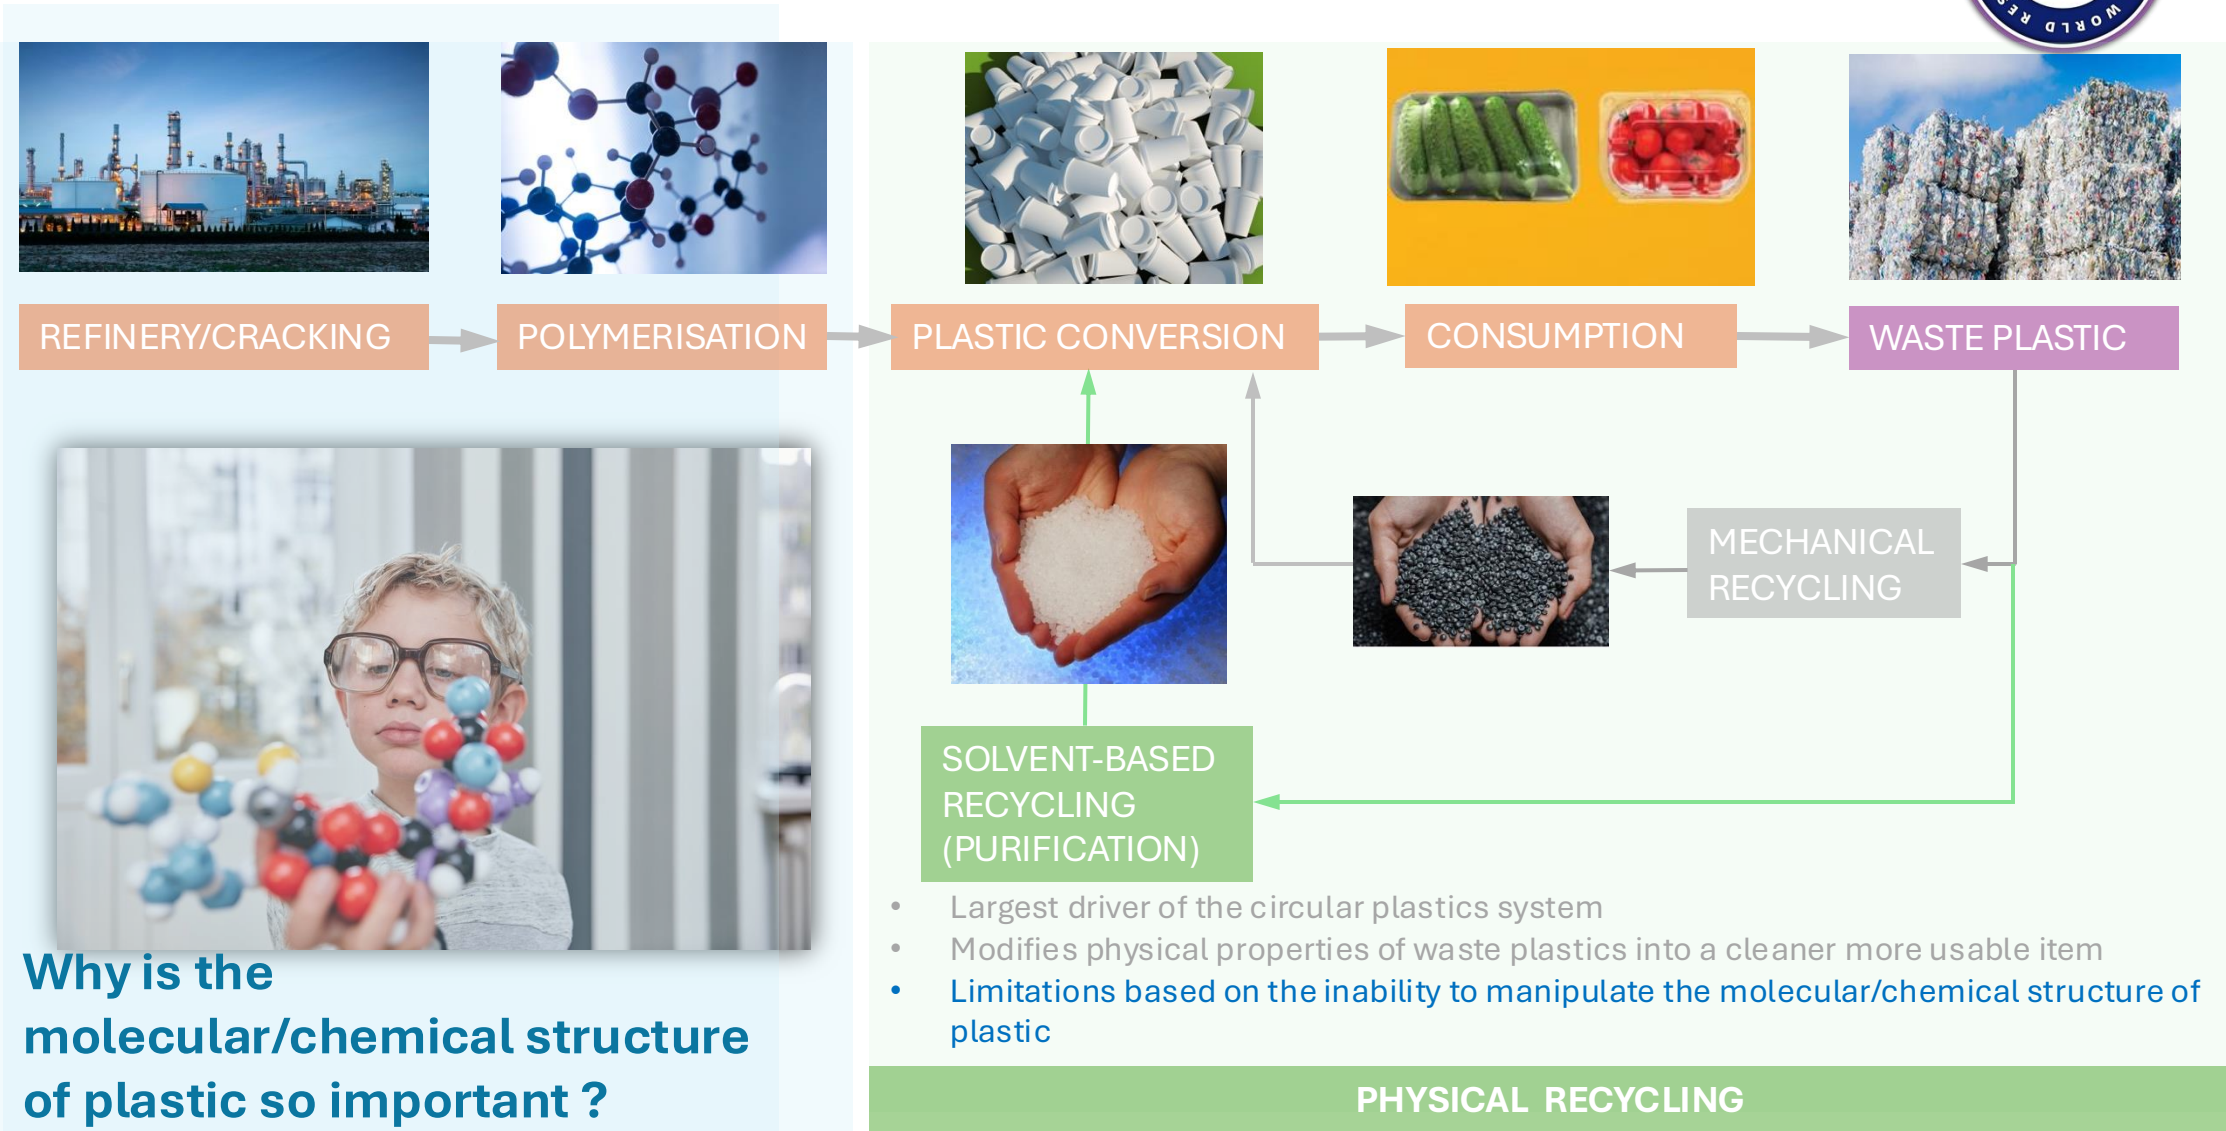 WORLD RES
REFINERY/CRACKING
POLYMERISATION
PLASTIC CONVERSION
CONSUMPTION
WASTE PLASTIC
MECHANICAL
RECYCLING
SOLVENT-BASED
RECYCLING
(PURIFICATION)
• Largest driver of the circular plastics system
• Modifies physical properties of waste plastics into a cleaner more usable item
• Limitations based on the inability to manipulate the molecular/chemical structure of
plastic
Why is the
molecular/chemical structure
of plastic so important ?
PHYSICAL RECYCLING